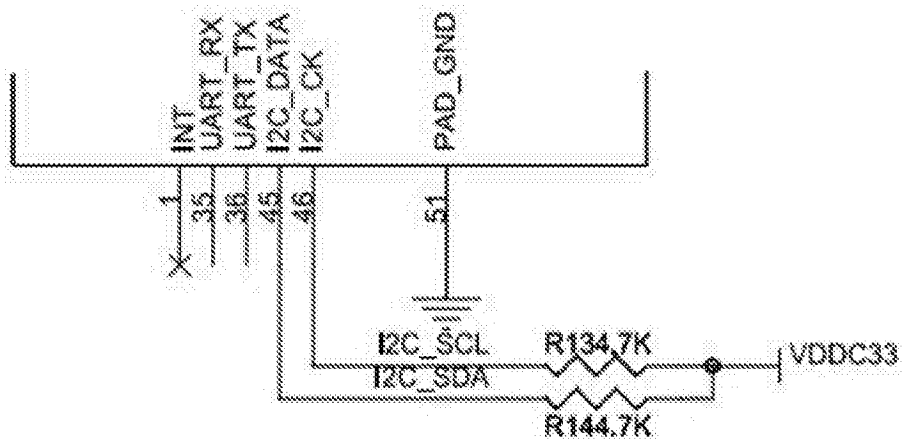 INT
UART_RX
UART_TX
I2C_DATA
I2C_CK
PAD_GND
1
35
36
45
46
51
I2C_SCL
R134.7K
VDDC33
I2C_SDA
R144.7K